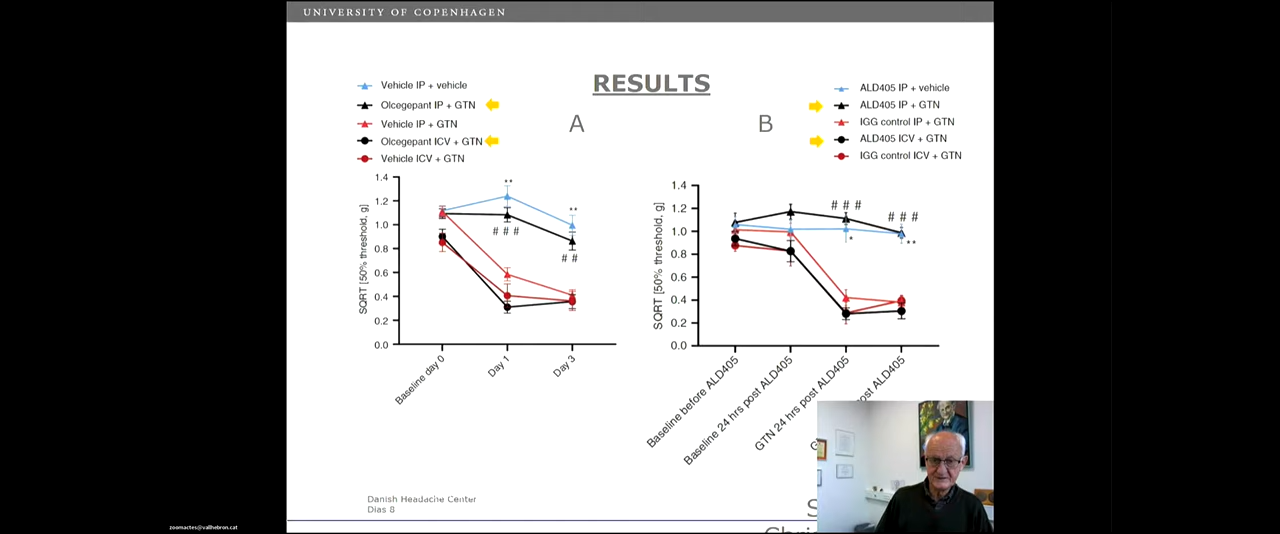 UNIVERSITY OF COPENHAGEN
RESULTS
Vehicle IP + vehicle
Olcegepant IP + GTN
Vehicle IP + GTN
Olcegepant ICV + GTN
Vehicle ICV + GTN
A
1.4
1.2
1.0
0.8
0.6
0.4
0.2
0.0
SQRT [50% threshold, g]
**
**
# # #
# #
Baseline day 0
Day 1
Day 3
B
ALD405 IP + vehicle
ALD405 IP + GTN
IGG control IP + GTN
ALD405 ICV + GTN
IGG control ICV + GTN
1.4
1.2
1.0
0.8
0.6
0.4
0.2
0.0
SQRT [50% threshold, g]
# # #
# # #
*
**
Baseline before ALD405
Baseline 24 hrs post ALD405
GTN 24 hrs post ALD405
post ALD405
Danish Headache Center
Dias 8
zoomactes@vallhebron.cat